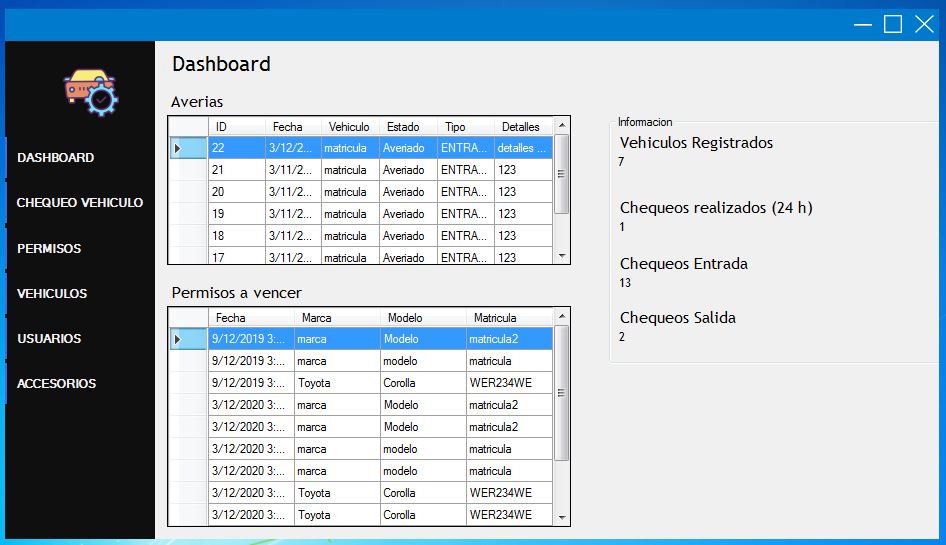 Dashboard
Averias
ID Fecha Vehiculo Estado Tipo Detalles
22 3/12/2... matricula Averiado ENTRA... detalles ...
21 3/11/2... matricula Averiado ENTRA... 123
20 3/11/2... matricula Averiado ENTRA... 123
19 3/11/2... matricula Averiado ENTRA... 123
18 3/11/2... matricula Averiado ENTRA... 123
17 3/11/2... matricula Averiado ENTRA... 123
Permisos a vencer
Fecha Marca Modelo Matricula
9/12/2019 3:... marca Modelo matricula2
9/12/2019 3:... marca modelo matricula
9/12/2019 3:... Toyota Corolla WER234WE
3/12/2020 3:... marca Modelo matricula2
3/12/2020 3:... marca Modelo matricula2
3/12/2020 3:... marca modelo matricula
3/12/2020 3:... marca modelo matricula
3/12/2020 3:... Toyota Corolla WER234WE
3/12/2020 3:... Toyota Corolla WER234WE
DASHBOARD
CHEQUEO VEHICULO
PERMISOS
VEHICULOS
USUARIOS
ACCESORIOS
Informacion
Vehiculos Registrados
7
Chequeos realizados (24 h)
1
Chequeos Entrada
13
Chequeos Salida
2